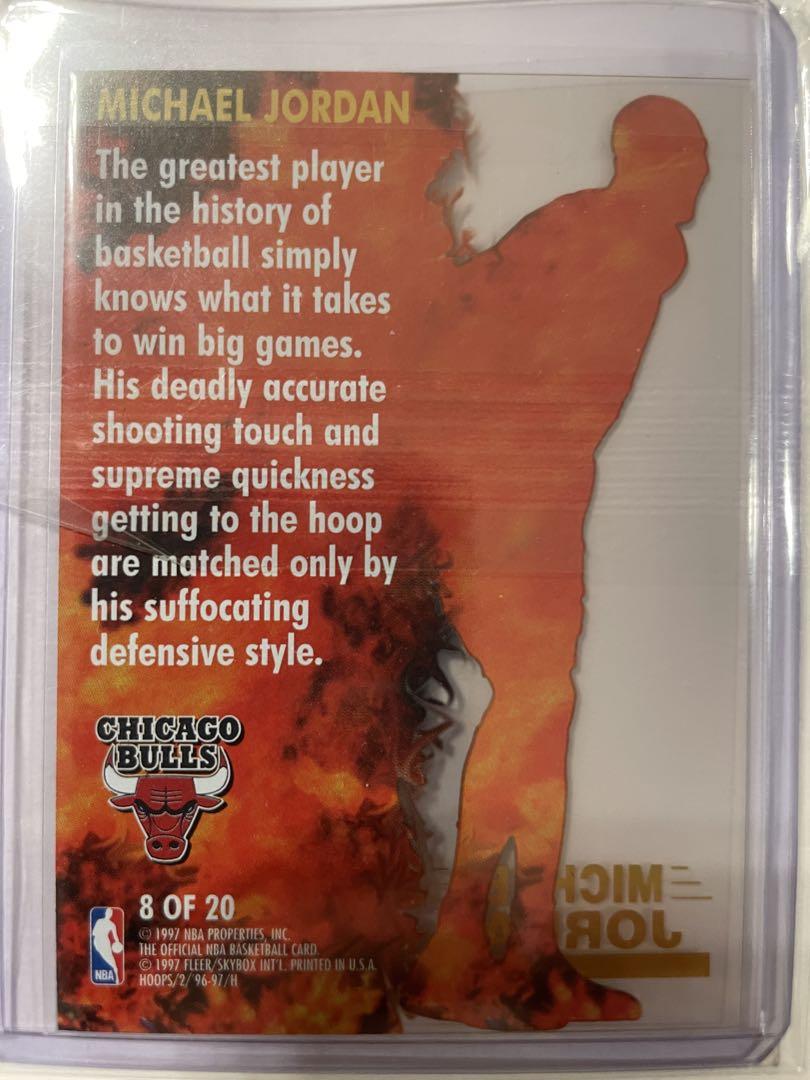 MICHAEL JORDAN
The greatest player
in the history of
basketball simply
knows what it takes
to win big games.
His deadly accurate
shooting touch and
supreme quickness
getting to the hoop
are matched only by
his suffocating
defensive style.
CHICAGO
BULLS
8 OF 20
© 1997 NBA PROPERTIES, INC.
THE OFFICIAL NBA BASKETBALL CARD.
© 1997 FLEER/SKYBOX INT'L. PRINTED IN U.S.A.
HOOPS/2/'96-97/H
NBA